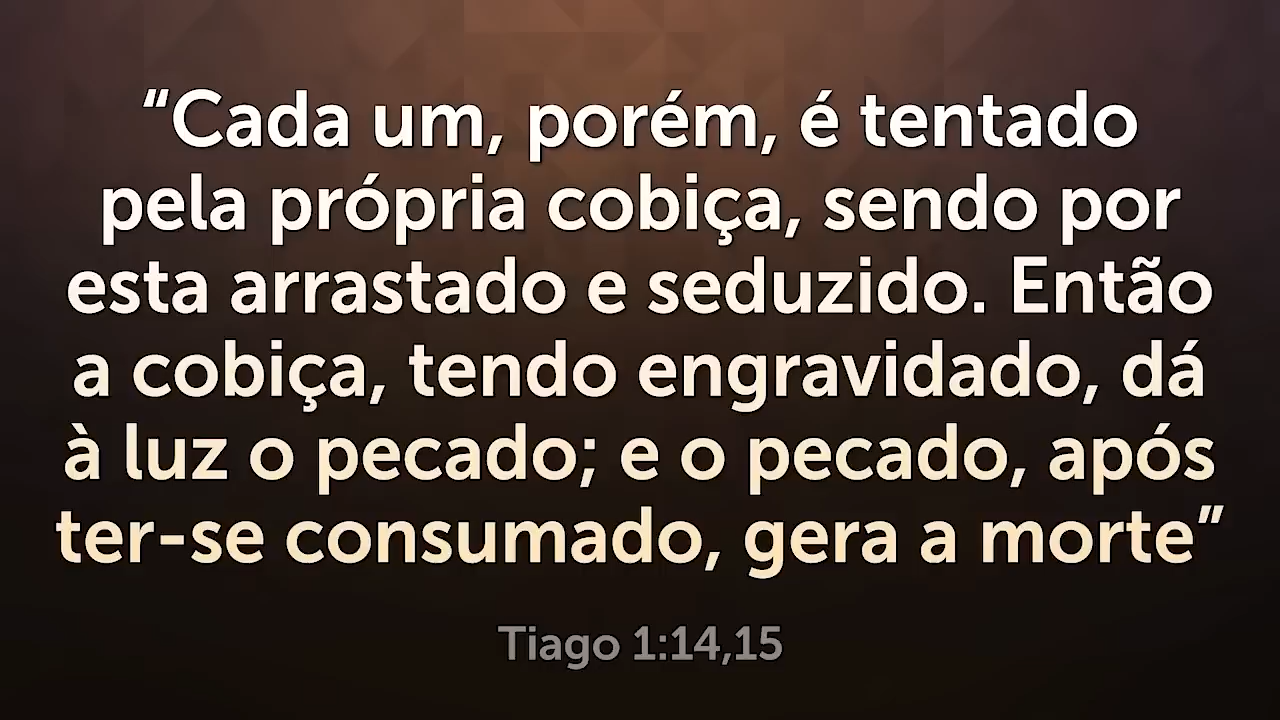 “Cada um, porém, é tentado
pela própria cobiça, sendo por
esta arrastado e seduzido. Então
a cobiça, tendo engravidado, dá
à luz o pecado; e o pecado, após
ter-se consumado, gera a morte”
Tiago 1:14,15